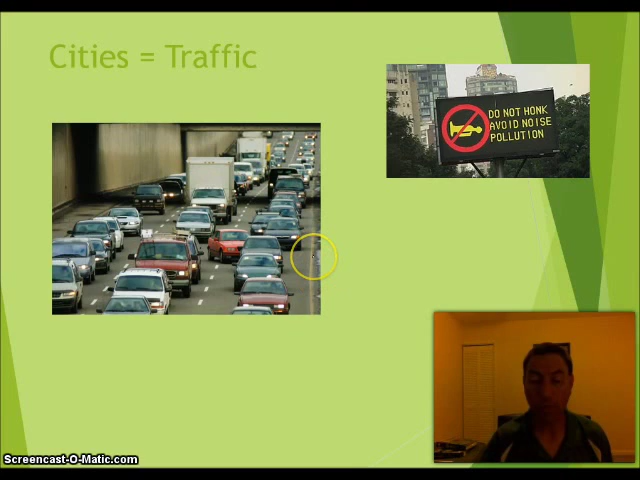 Cities = Traffic
DO NOT HONK
AVOID NOISE
POLLUTION
Screencast-O-Matic.com